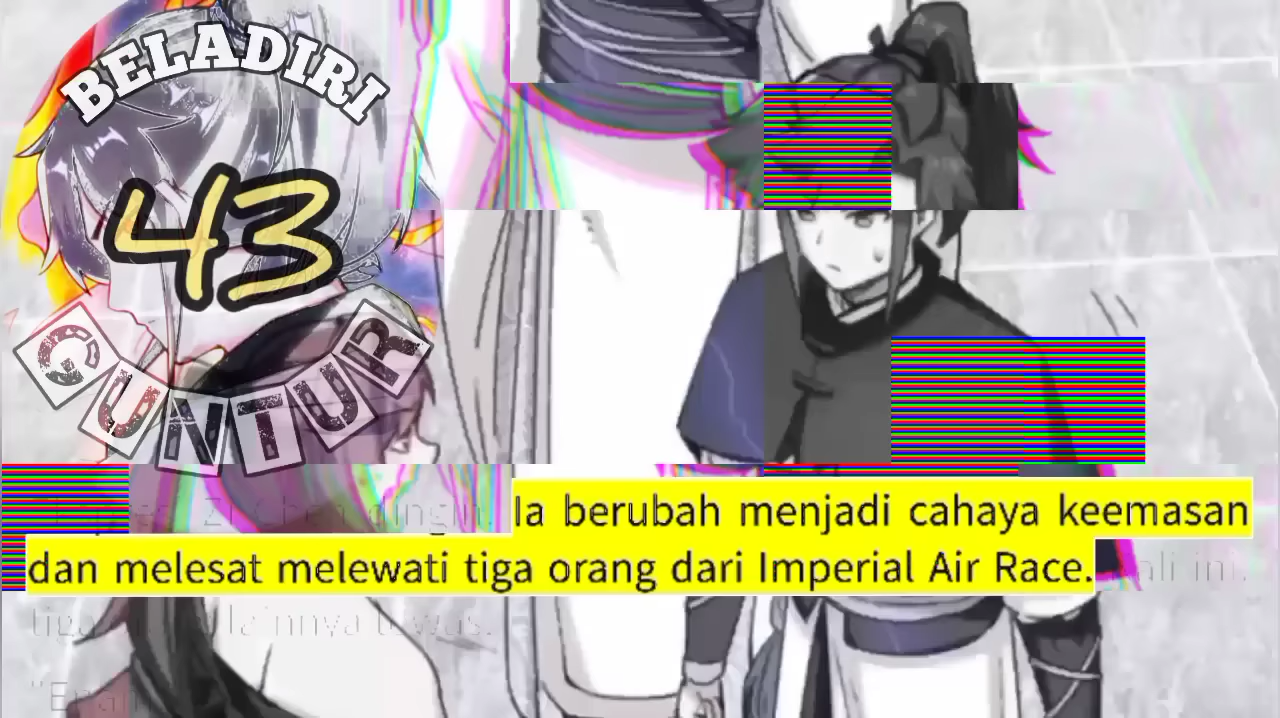 BELADIRI
43
GUNTUR
Ia berubah menjadi cahaya keemasan
dan melesat melewati tiga orang dari Imperial Air Race.